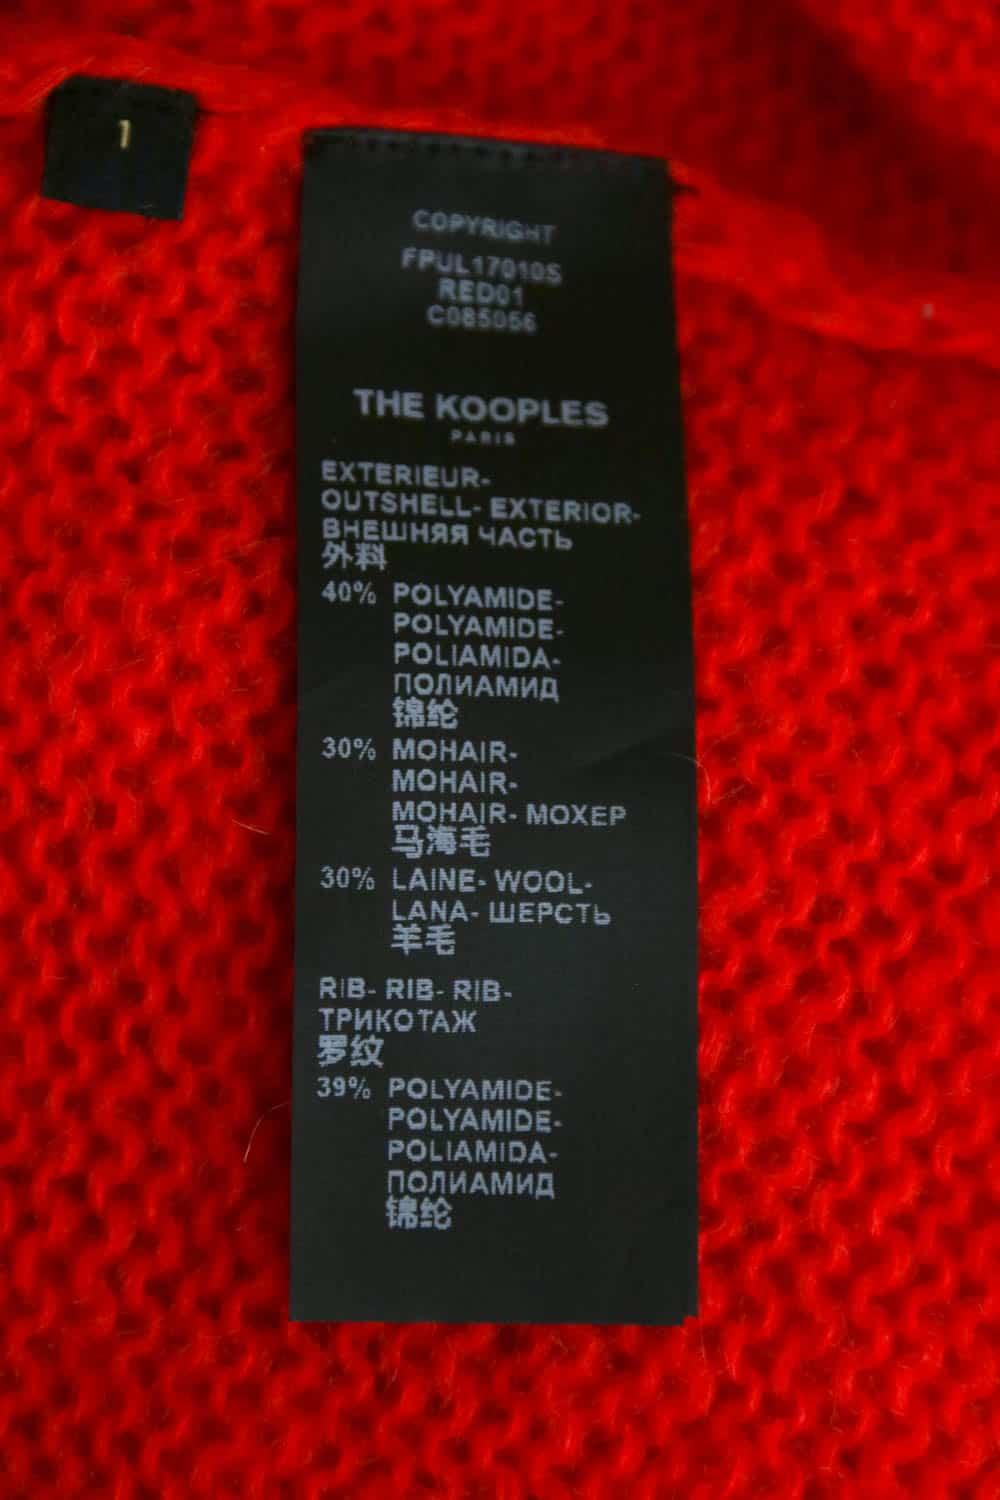 1
COPYRIGHT
FPUL17010S
RED01
C085056
THE KOOPLES
PARIS
EXTERIEUR-
OUTSHELL- EXTERIOR-
ВНЕШНЯЯ ЧАСТЬ
外料
40% POLYAMIDE-
POLYAMIDE-
POLIAMIDA-
ПОЛИАМИД
锦纶
30% MOHAIR-
MOHAIR-
MOHAIR- МОХЕР
马海毛
30% LAINE- WOOL-
LANA- ШЕРСТЬ
羊毛
RIB- RIB- RIB-
ТРИКОТАЖ
罗纹
39% POLYAMIDE-
POLYAMIDE-
POLIAMIDA-
ПОЛИАМИД
锦纶